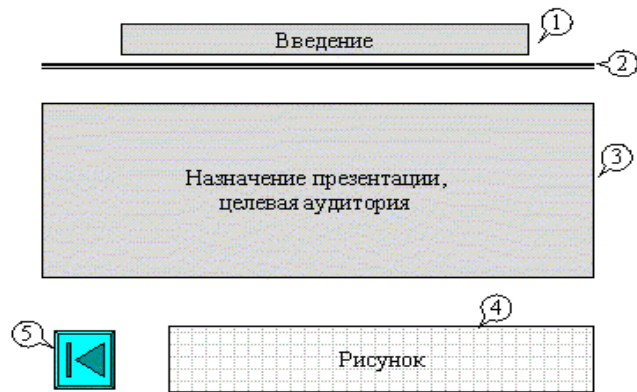 1
Введение
2
3
Назначение презентации,
целевая аудитория
4
5
Рисунок